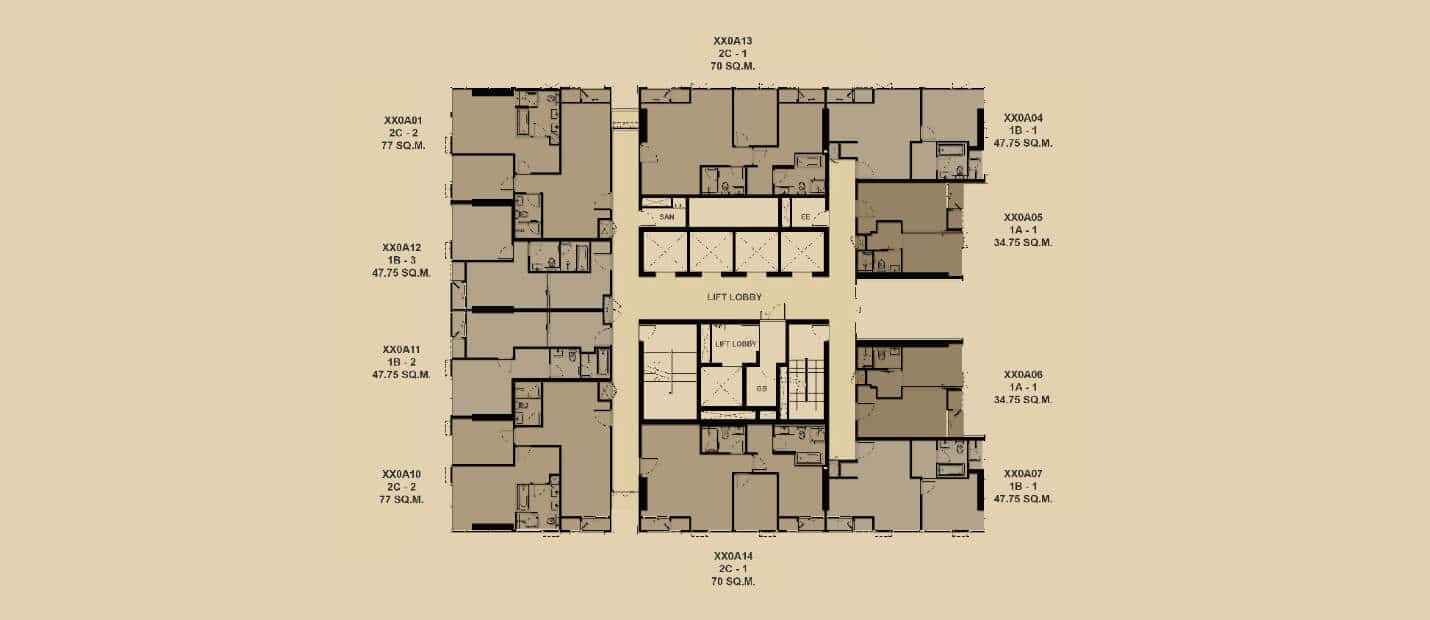 XX0A13
2C - 1
70 SQ.M.
XX0A01
2C - 2
77 SQ.M.
XX0A04
1B - 1
47.75 SQ.M.
SAN
EE
XX0A05
1A - 1
34.75 SQ.M.
XX0A12
1B - 3
47.75 SQ.M.
LIFT LOBBY
LIFT LOBBY
XX0A11
1B - 2
47.75 SQ.M.
XX0A06
1A - 1
34.75 SQ.M.
XX0A10
2C - 2
77 SQ.M.
XX0A07
1B - 1
47.75 SQ.M.
XX0A14
2C - 1
70 SQ.M.